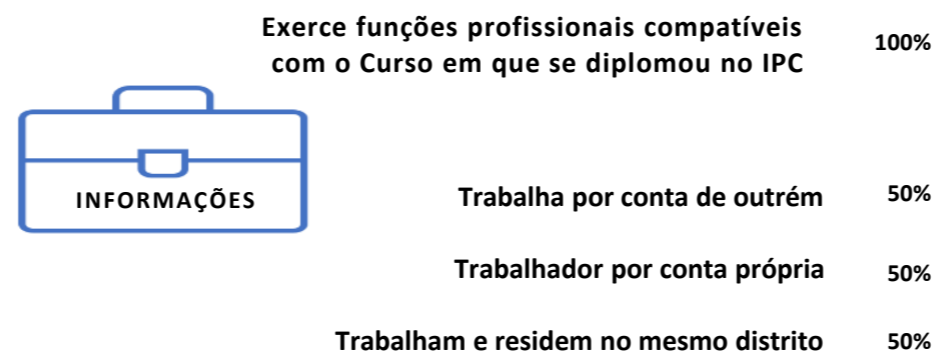 Exerce funções profissionais compatíveis
com o Curso em que se diplomou no IPC
100%
INFORMAÇÕES
Trabalha por conta de outrém
50%
Trabalhador por conta própria
50%
Trabalham e residem no mesmo distrito
50%